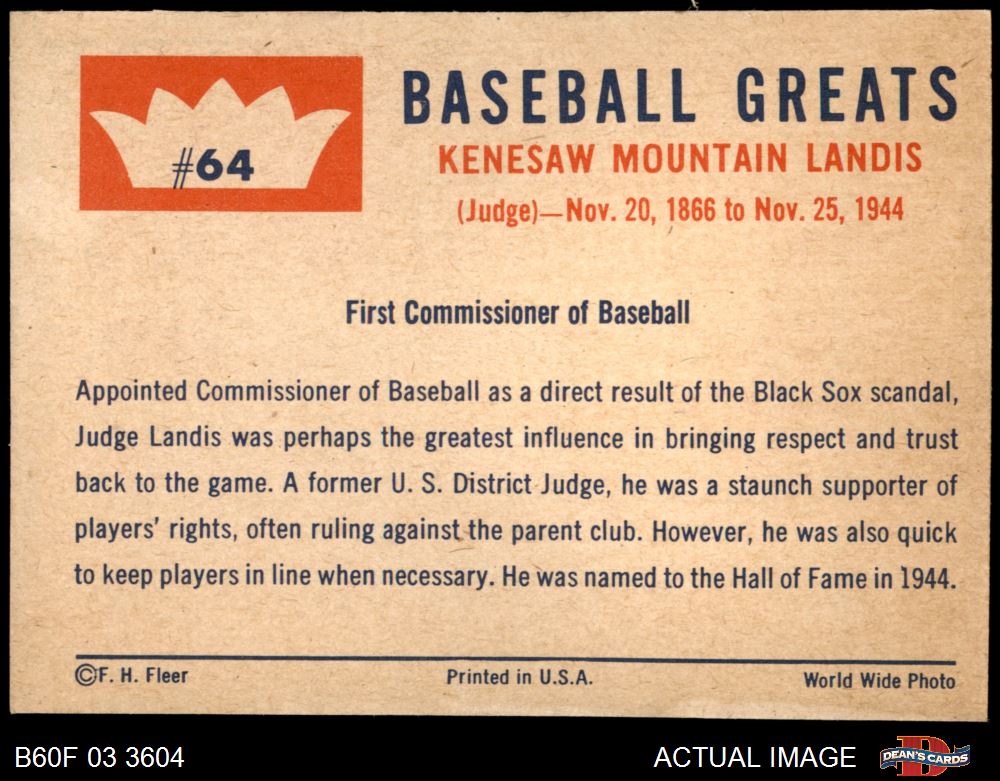 #64
BASEBALL GREATS
KENESAW MOUNTAIN LANDIS
(Judge)—Nov. 20, 1866 to Nov. 25, 1944
First Commissioner of Baseball
Appointed Commissioner of Baseball as a direct result of the Black Sox scandal,
Judge Landis was perhaps the greatest influence in bringing respect and trust
back to the game. A former U. S. District Judge, he was a staunch supporter of
players' rights, often ruling against the parent club. However, he was also quick
to keep players in line when necessary. He was named to the Hall of Fame in 1944.
©F. H. Fleer
Printed in U.S.A.
World Wide Photo
B60F 03 3604
ACTUAL IMAGE
DEAN'S CARDS